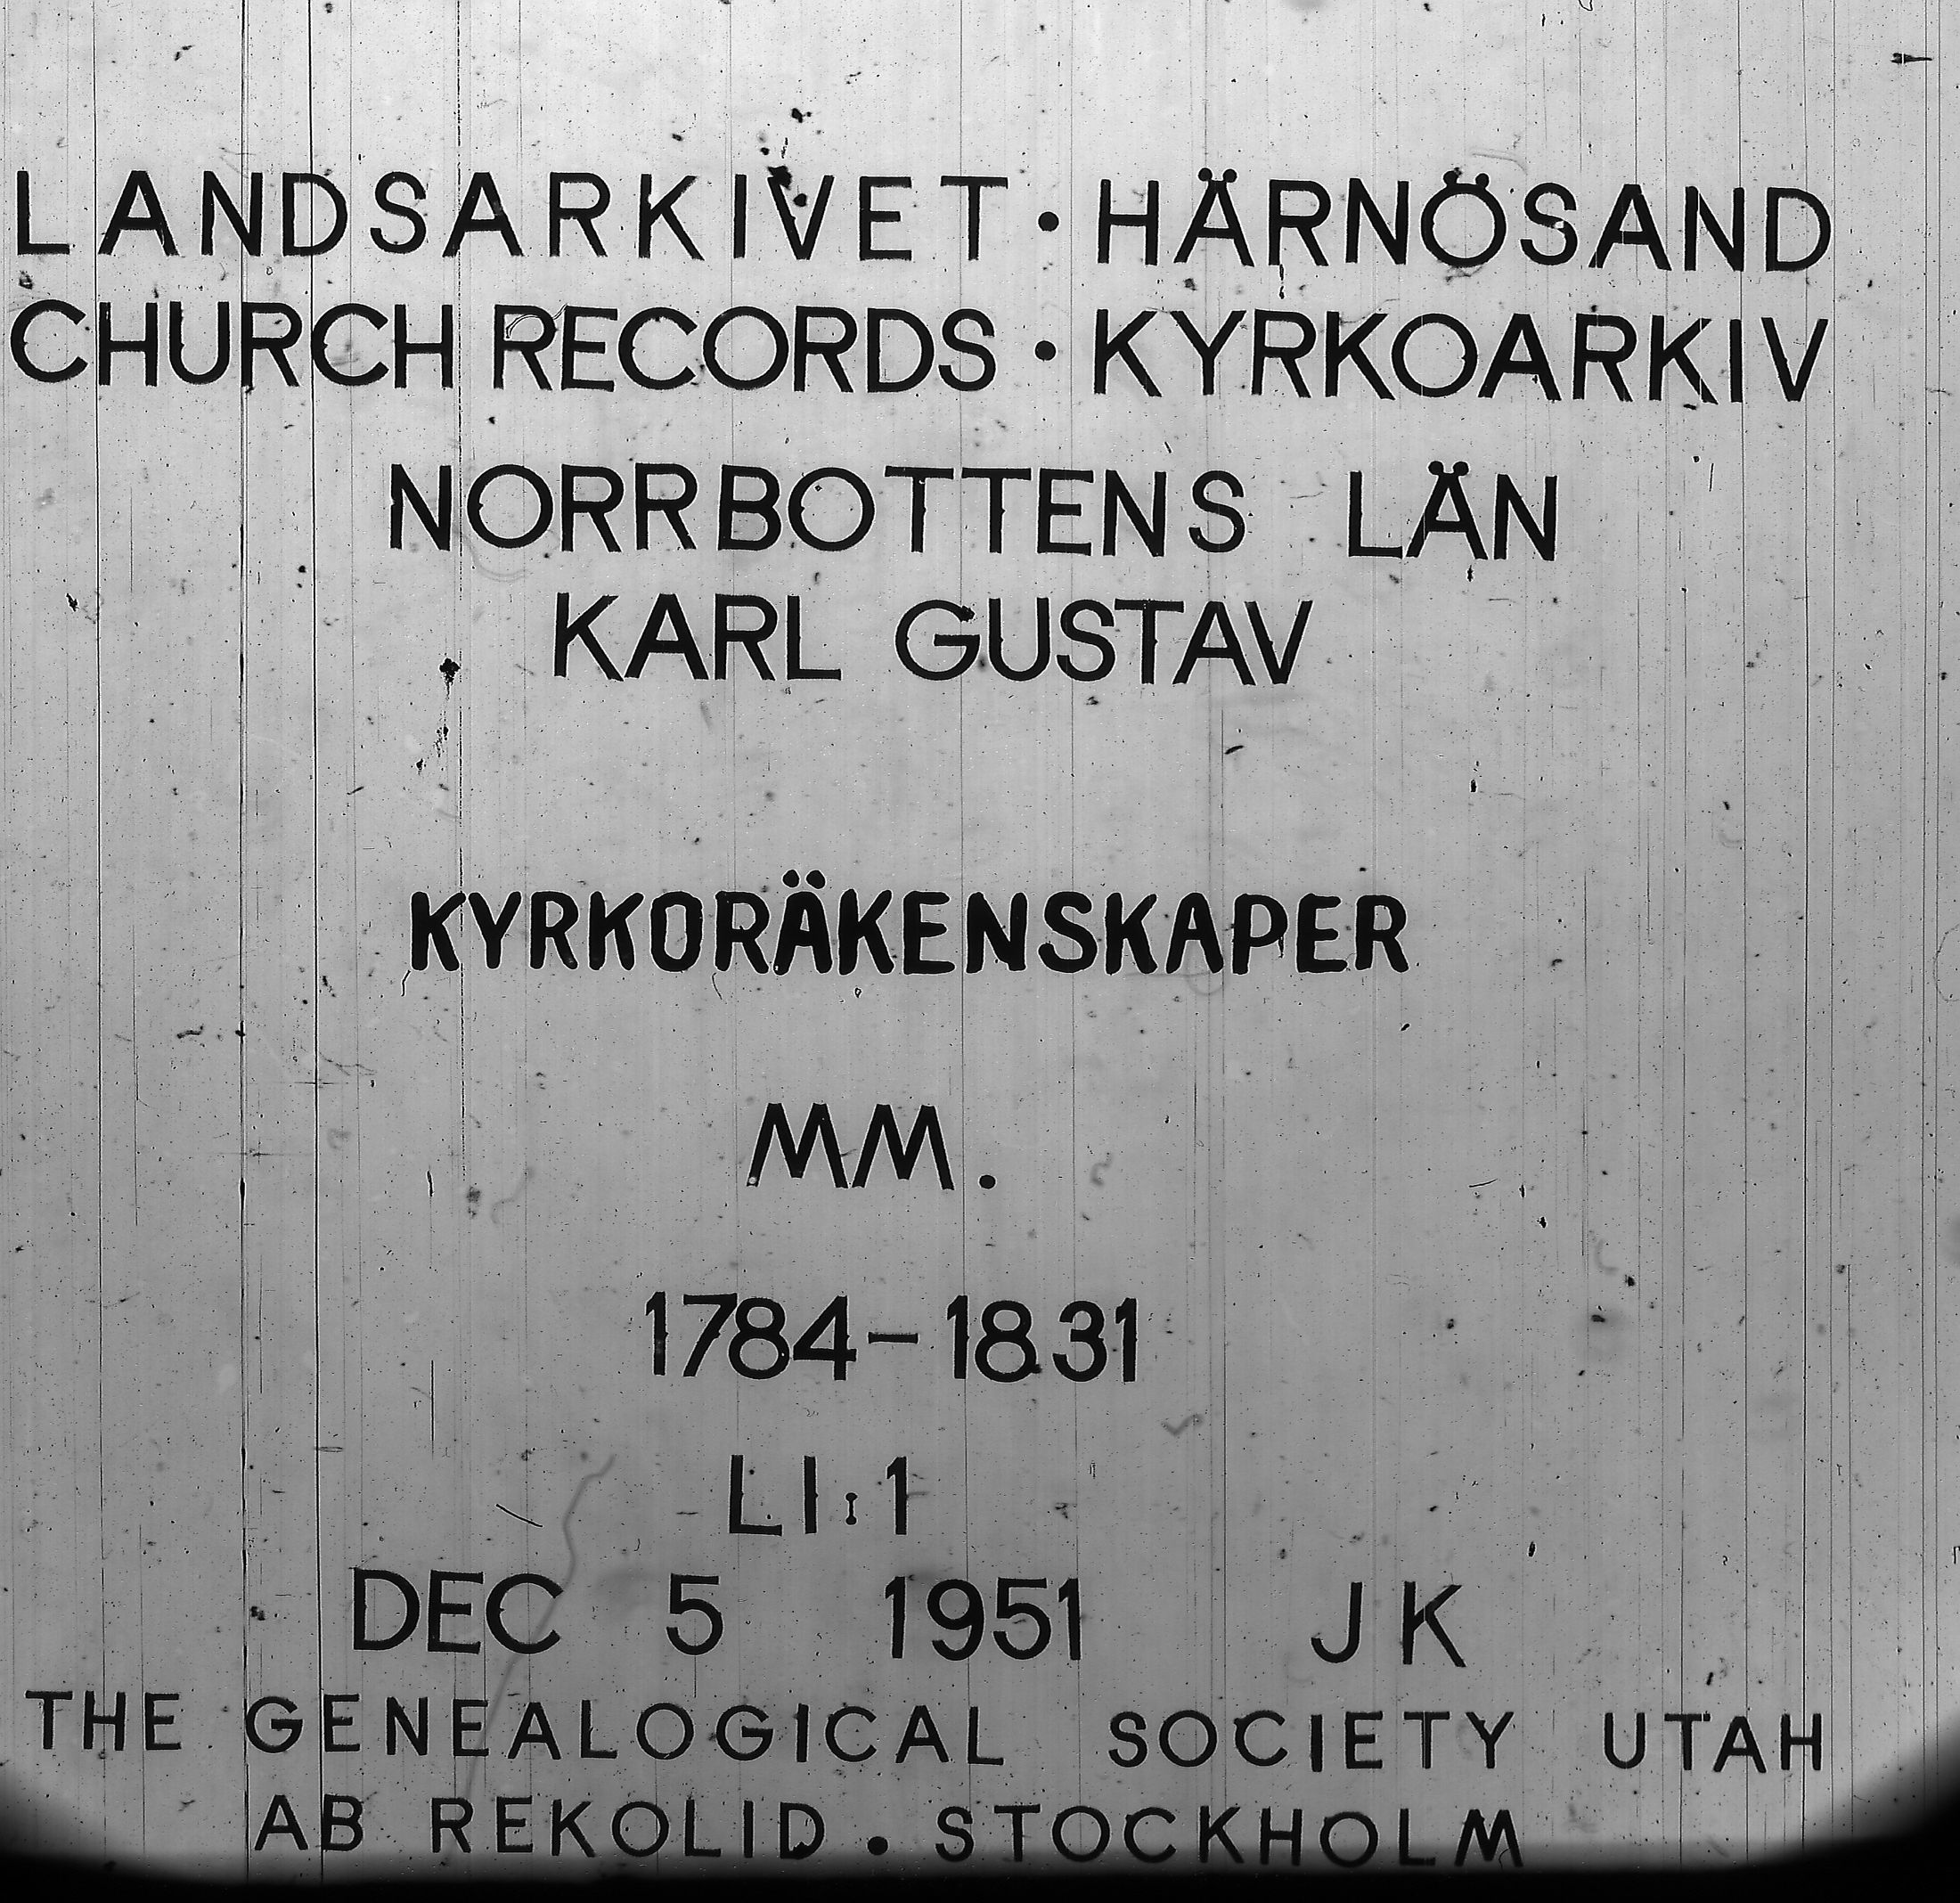 LANDSARKIVET • HÄRNÖSAND
CHURCH RECORDS • KYRKOARKIV
NORRBOTTENS LÄN
KARL GUSTAV
KYRKORÄKENSKAPER
MM.
1784-1831
LI:1
DEC 5 1951 JK
THE GENEALOGICAL SOCIETY UTAH
AB REKOLID • STOCKHOLM